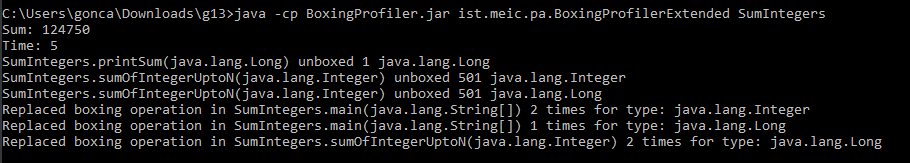 C:\Users\gonca\Downloads\g13>java -cp BoxingProfiler.jar ist.meic.pa.BoxingProfilerExtended SumIntegers
Sum: 124750
Time: 5
SumIntegers.printSum(java.lang.Long) unboxed 1 java.lang.Long
SumIntegers.sumOfIntegerUptoN(java.lang.Integer) unboxed 501 java.lang.Integer
SumIntegers.sumOfIntegerUptoN(java.lang.Integer) unboxed 501 java.lang.Long
Replaced boxing operation in SumIntegers.main(java.lang.String[]) 2 times for type: java.lang.Integer
Replaced boxing operation in SumIntegers.main(java.lang.String[]) 1 times for type: java.lang.Long
Replaced boxing operation in SumIntegers.sumOfIntegerUptoN(java.lang.Integer) 2 times for type: java.lang.Long